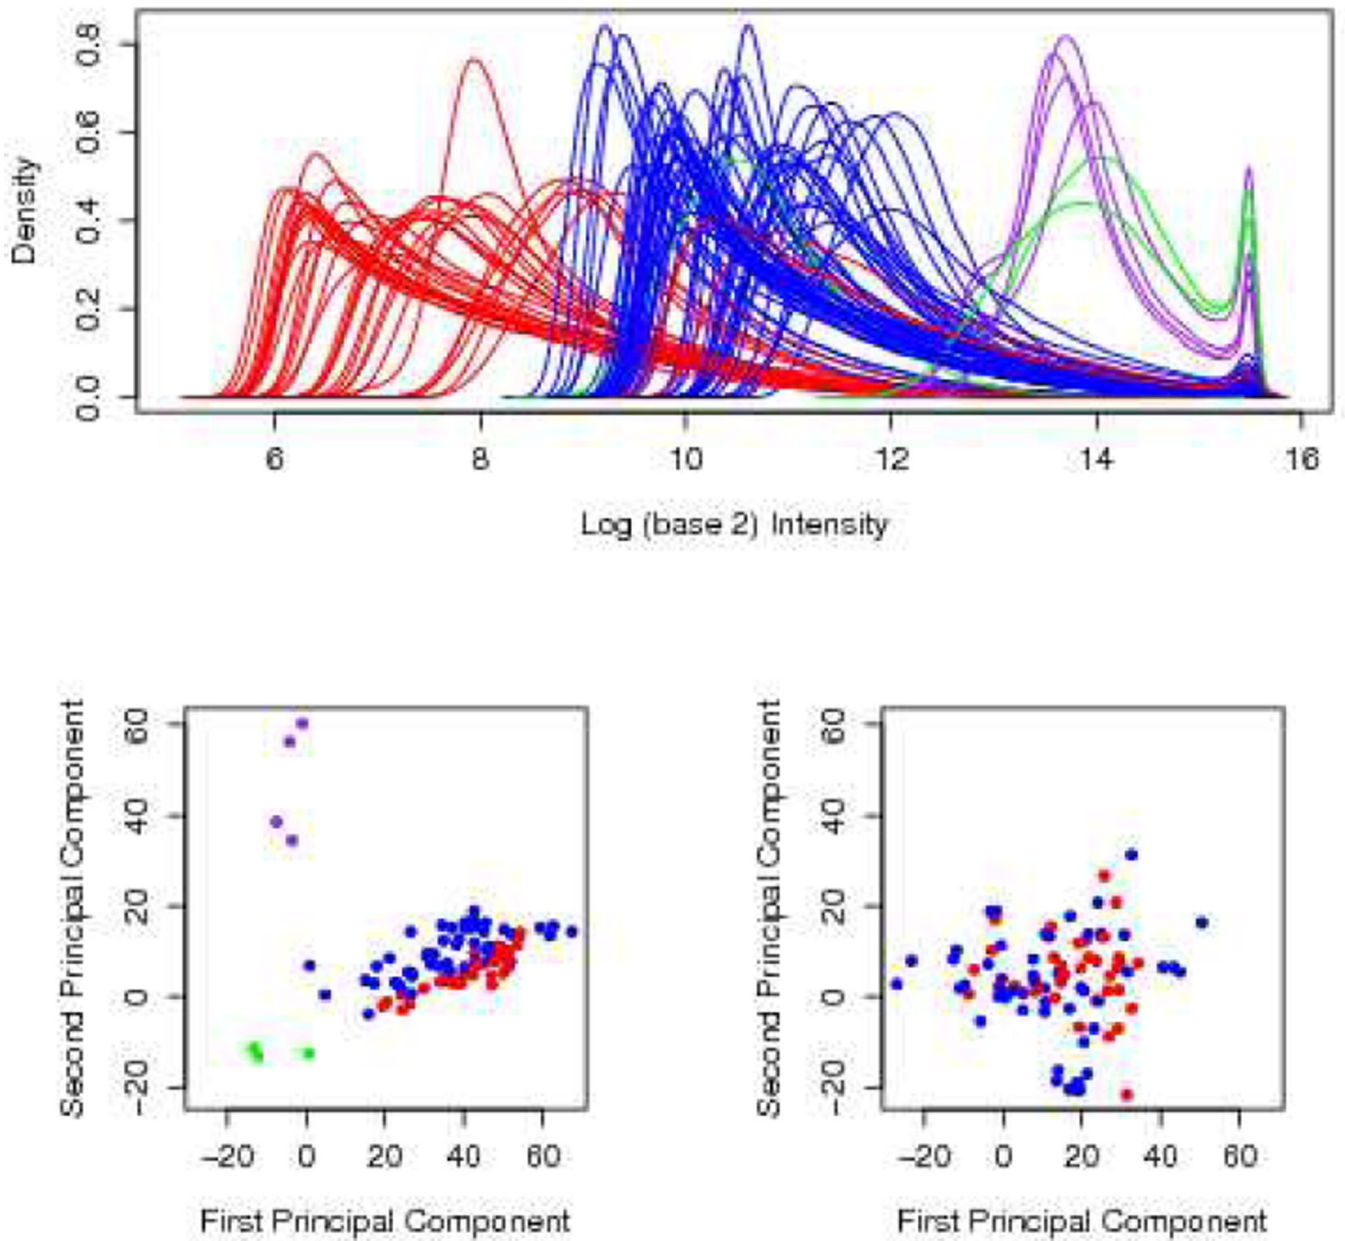 Density
0.8
0.6
0.4
0.2
0.0
6 8 10 12 14 16
Log (base 2) Intensity
Second Principal Component
60
40
20
0
−20
−20 0 20 40 60
First Principal Component
Second Principal Component
60
40
20
0
−20
−20 0 20 40 60
First Principal Component